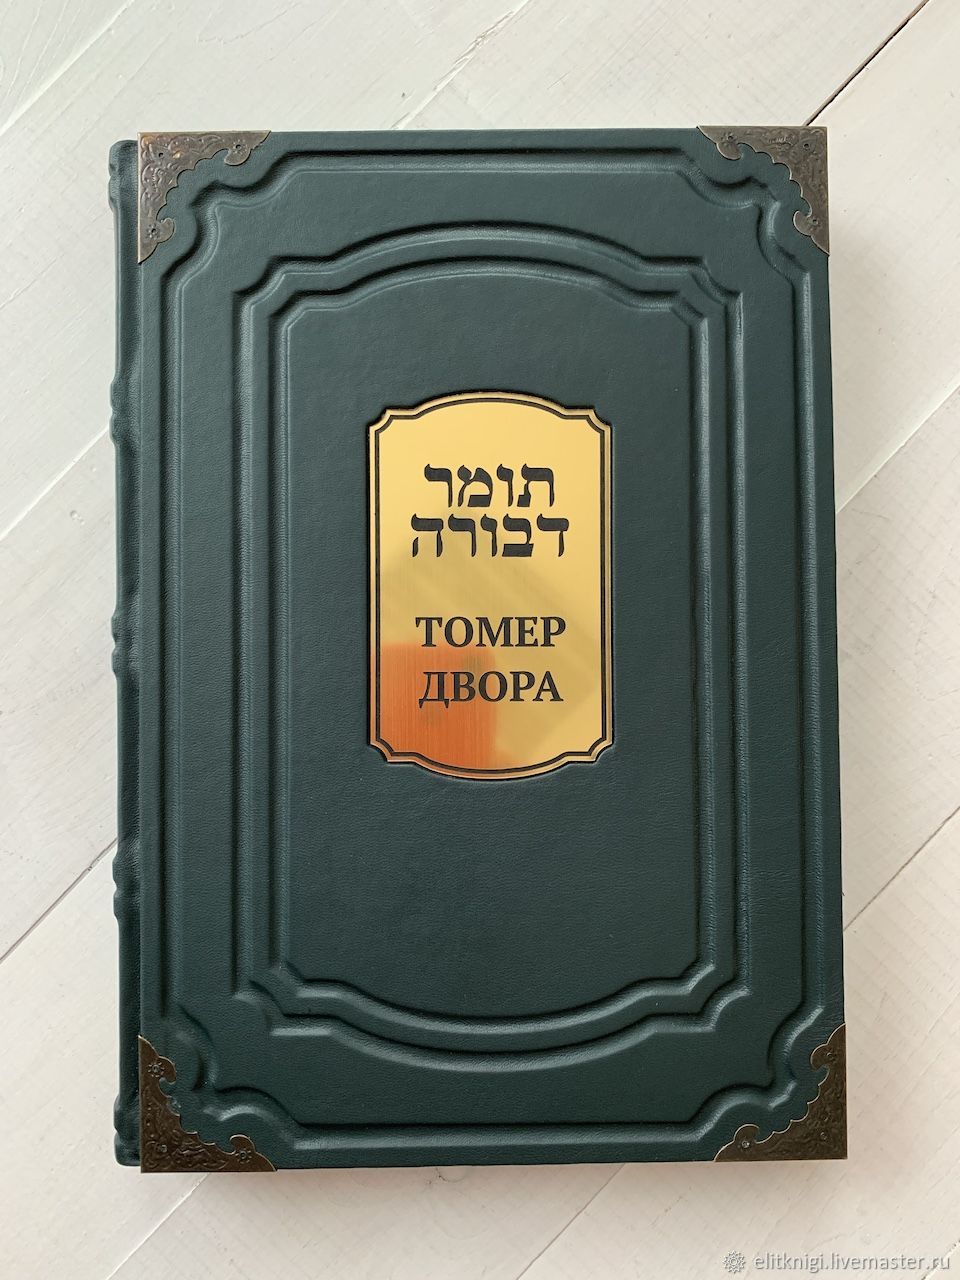 תומר
דבורה
ТОМЕР
ДВОРА
elitknigi.livemaster.ru